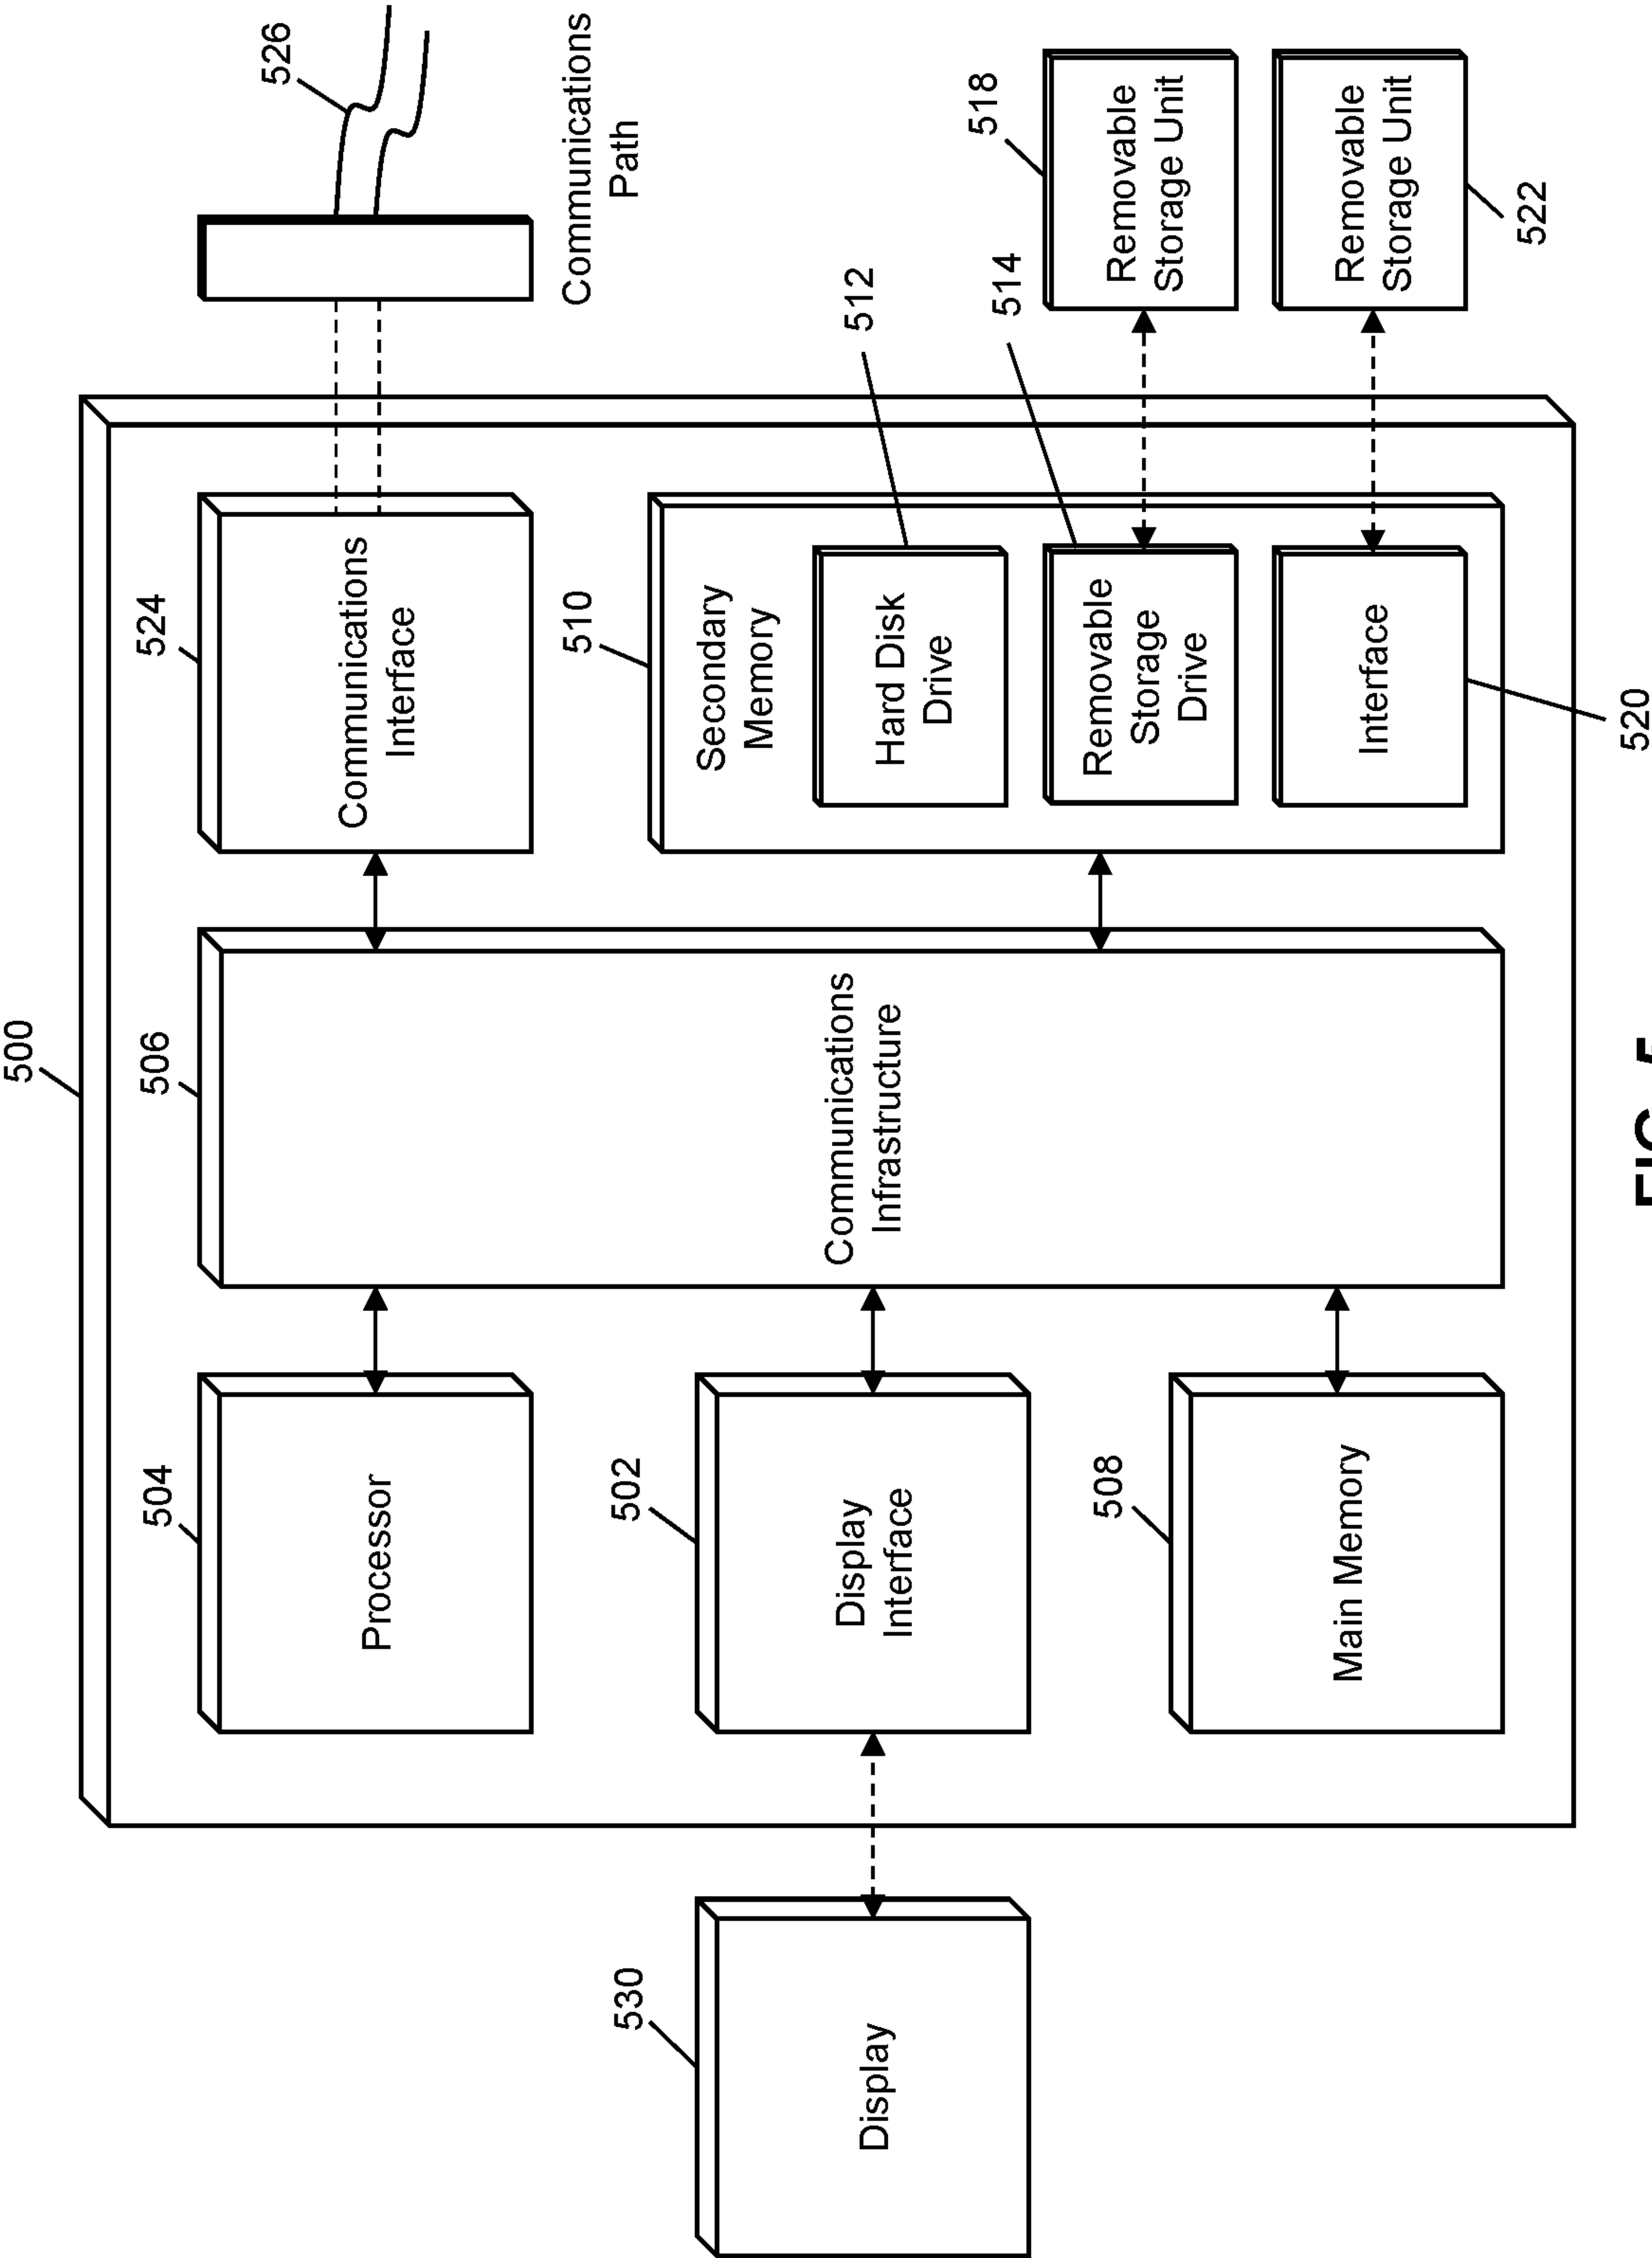 500
504
Processor
506
Communications
Infrastructure
524
Communications
Interface
526
Communications
Path
530
Display
502
Display
Interface
508
Main Memory
510
Secondary
Memory
512
Hard Disk
Drive
514
Removable
Storage
Drive
518
Removable
Storage Unit
Interface
520
Removable
Storage Unit
522